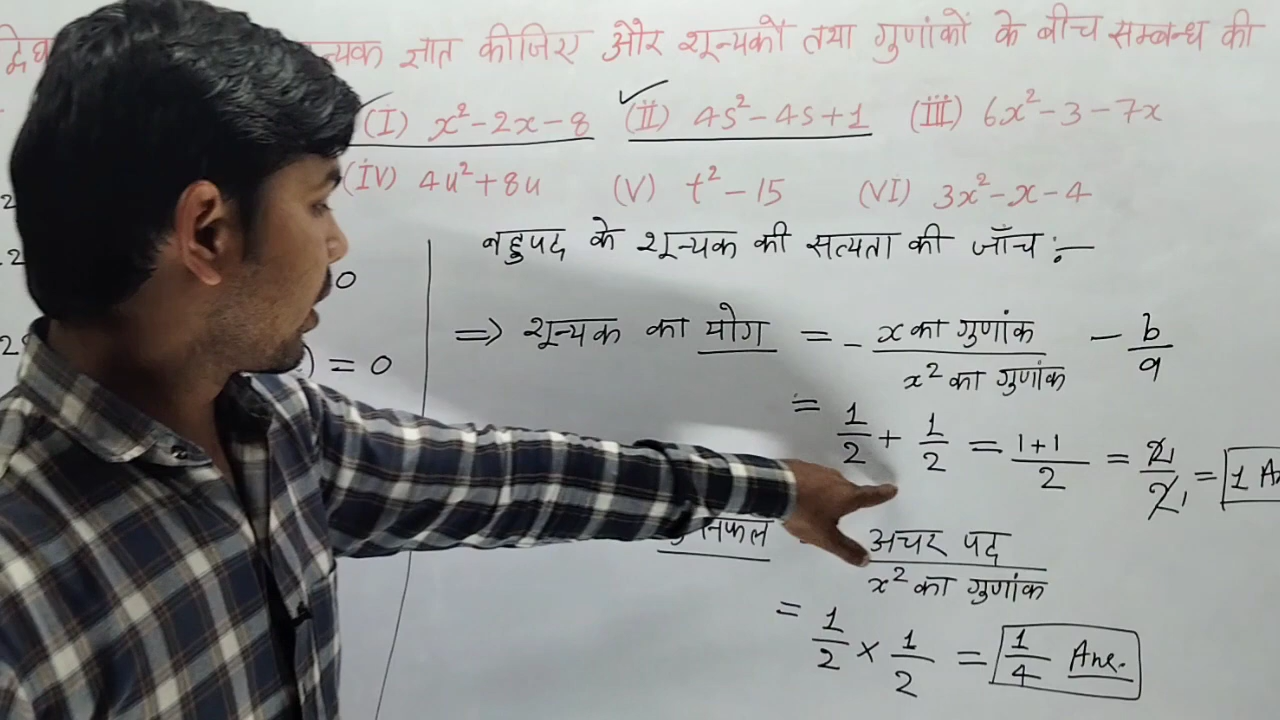 ज्ञात कीजिए और शून्यकों तथा गुणांकों के बीच सम्बन्ध की
(I) x²-2x-8 (ii) 4s²-4s+1 (iii) 6x²-3-7x
(iv) 4u²+8u (V) t²-15 (VI) 3x²-x-4
बहुपद के शून्यक की सत्यता की जाँच :-
0
=> शून्यक का योग = - x का गुणांक / x² का गुणांक - b/a
) = 0
= 1/2 + 1/2 = 1+1/2 = 2/2 = 1
अचर पद / x² का गुणांक
= 1/2 × 1/2 = 1/4 Ans.